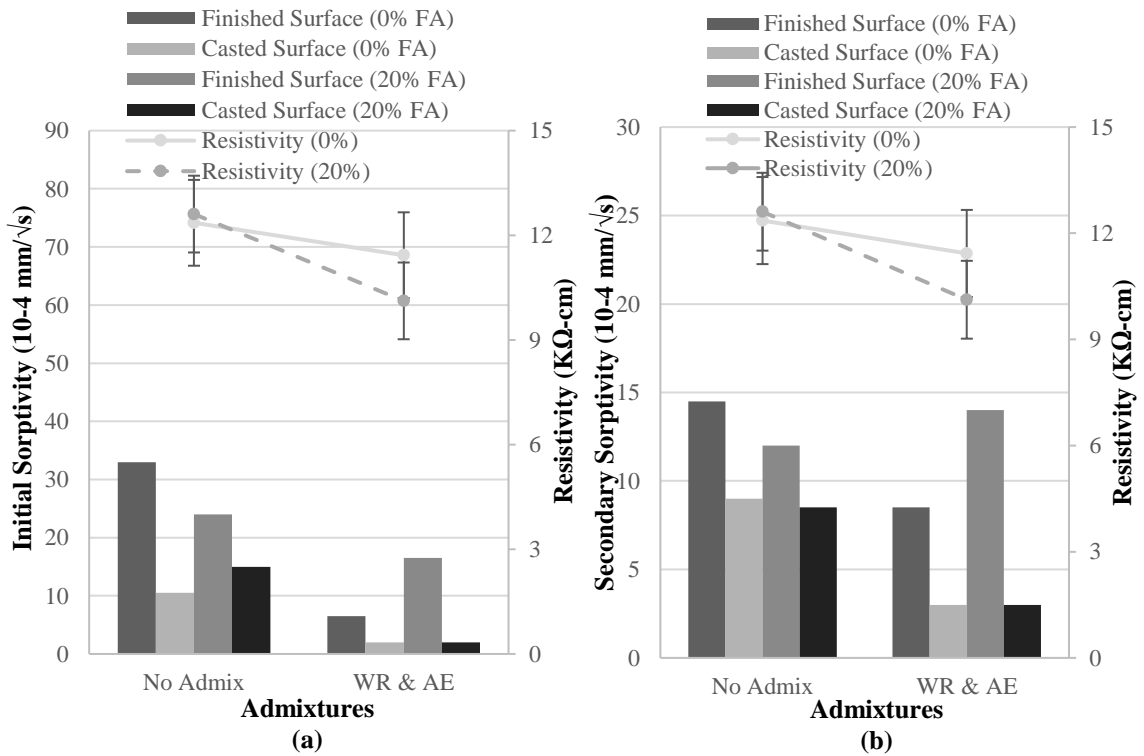 Finished Surface (0% FA)
Casted Surface (0% FA)
Finished Surface (20% FA)
Casted Surface (20% FA)
Resistivity (0%)
Resistivity (20%)
Initial Sorptivity (10-4 mm/√s)
90
80
70
60
50
40
30
20
10
0
15
12
9
6
3
0
Resistivity (KΩ-cm)
No Admix
WR & AE
Admixtures
(a)
Finished Surface (0% FA)
Casted Surface (0% FA)
Finished Surface (20% FA)
Casted Surface (20% FA)
Resistivity (0%)
Resistivity (20%)
Secondary Sorptivity (10-4 mm/√s)
30
25
20
15
10
5
0
15
12
9
6
3
0
Resistivity (KΩ-cm)
No Admix
WR & AE
Admixtures
(b)